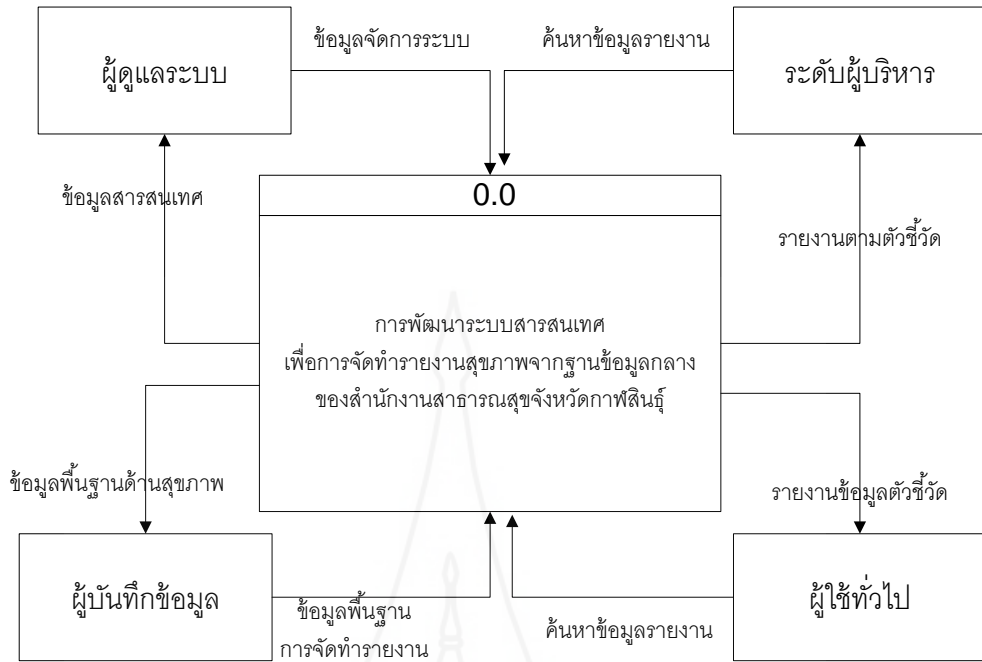 ข้อมูลจัดการระบบ
ค้นหาข้อมูลรายงาน
ผู้ดูแลระบบ
ระดับผู้บริหาร
ข้อมูลสารสนเทศ
0.0
รายงานตามตัวชี้วัด
การพัฒนาระบบสารสนเทศ
เพื่อการจัดทำรายงานสุขภาพจากฐานข้อมูลกลาง
ของสำนักงานสาธารณสุขจังหวัดกาฬสินธุ์
ข้อมูลพื้นฐานด้านสุขภาพ
รายงานข้อมูลตัวชี้วัด
ผู้บันทึกข้อมูล
ผู้ใช้ทั่วไป
ข้อมูลพื้นฐาน
การจัดทำรายงาน
ค้นหาข้อมูลรายงาน